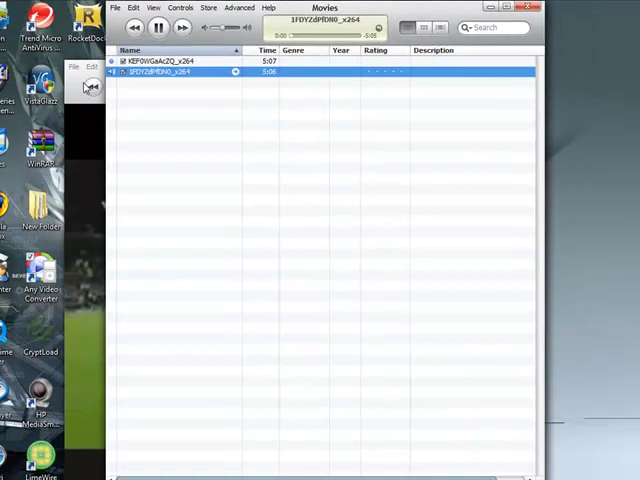 File Edit View Controls Store Advanced Help
Movies
1FDYZdPfDN0_x264
0:00
-5:05
Search
Name Time Genre Year Rating Description
KEF0WGaAcZQ_x264 5:07
1FDYZdPfDN0_x264 5:06
File Edit
Trend Micro
AntiVirus ...
RocketDock
VistaGlazz
WinRAR
New Folder
Any Video
Converter
CryptLoad
HP
MediaSm...
LimeWire